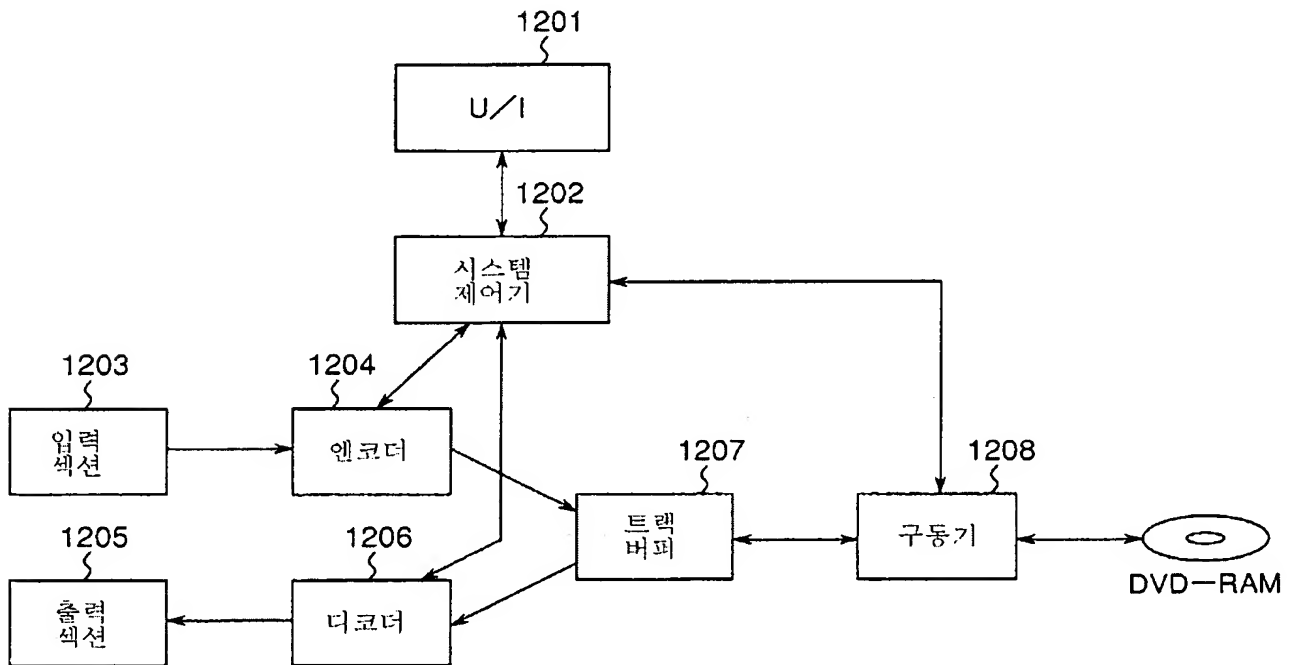 1201
U/I
1202
시스템
제어기
1203
입력
섹션
1204
엔코더
1205
출력
섹션
1206
디코더
1207
트랙
버퍼
1208
구동기
DVD-RAM